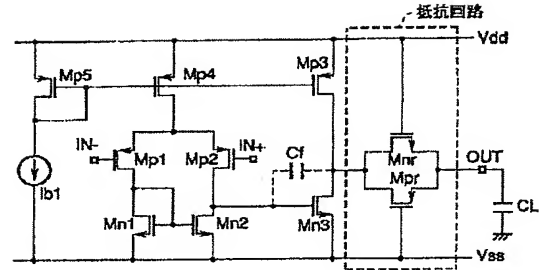 抵抗回路
Vdd
Mp5
Mp4
Mp3
IN-
Mp1
Mp2
IN+
Cf
Mnr
Mpr
OUT
Ib1
CL
Mn1
Mn2
Mn3
Vss